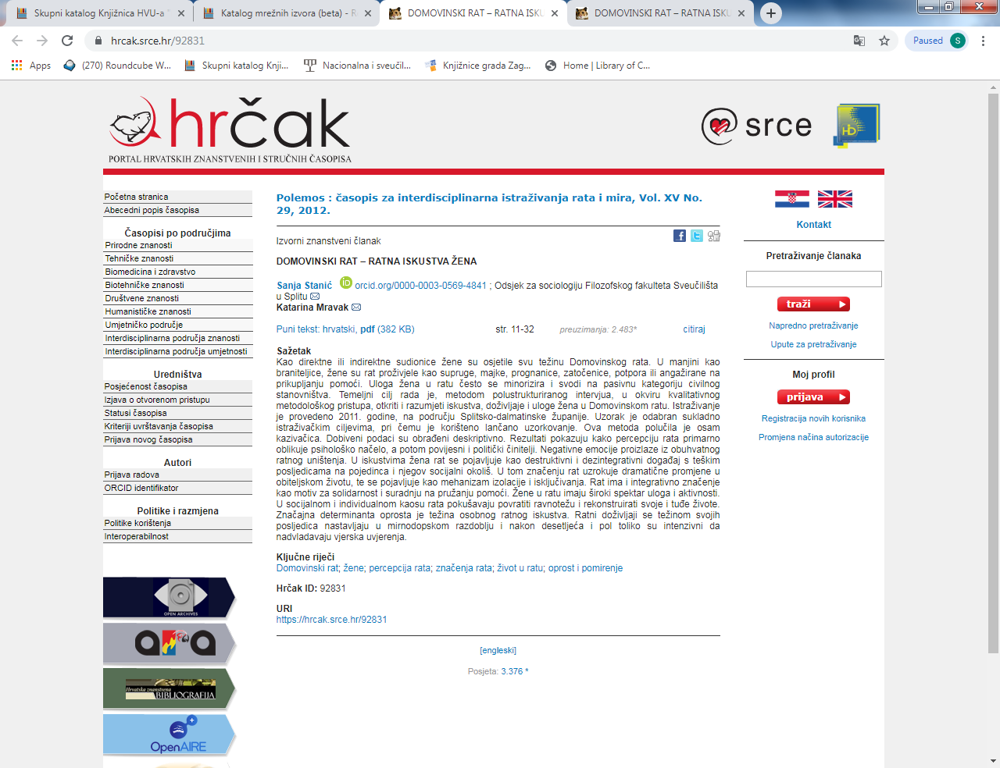 Skupni katalog Knjižnica HVU-a
Katalog mrežnih izvora (beta) - R
DOMOVINSKI RAT – RATNA ISKU
DOMOVINSKI RAT – RATNA ISKU
hrcak.srce.hr/92831
Paused
S
Apps
(270) Roundcube W...
Skupni katalog Knji...
Nacionalna i sveučil...
Knjižnice grada Zag...
Home | Library of C...
hrčak
PORTAL HRVATSKIH ZNANSTVENIH I STRUČNIH ČASOPISA
srce
HD
Početna stranica
Abecedni popis časopisa
Časopisi po područjima
Prirodne znanosti
Tehničke znanosti
Biomedicina i zdravstvo
Biotehničke znanosti
Društvene znanosti
Humanističke znanosti
Umjetničko područje
Interdisciplinarna područja znanosti
Interdisciplinarna područja umjetnosti
Uredništva
Posjećenost časopisa
Izjava o otvorenom pristupu
Statusi časopisa
Kriteriji uvrštavanja časopisa
Prijava novog časopisa
Autori
Prijava radova
ORCID identifikator
Politike i razmjena
Politike korištenja
Interoperabilnost
OPEN ARCHIVES
Hrvatska znanstvena
BIBLIOGRAFIJA
OpenAIRE
Polemos : časopis za interdisciplinarna istraživanja rata i mira, Vol. XV No.
29, 2012.
Izvorni znanstveni članak
DOMOVINSKI RAT – RATNA ISKUSTVA ŽENA
Sanja Stanić iD orcid.org/0000-0003-0569-4841 ; Odsjek za sociologiju Filozofskog fakulteta Sveučilišta
u Splitu
Katarina Mravak
Puni tekst: hrvatski, pdf (382 KB) str. 11-32 preuzimanja: 2.483* citiraj
Sažetak
Kao direktne ili indirektne sudionice žene su osjetile svu težinu Domovinskog rata. U manjini kao
braniteljice, žene su rat proživjele kao supruge, majke, prognanice, zatočenice, potpora ili angažirane na
prikupljanju pomoći. Uloga žena u ratu često se minorizira i svodi na pasivnu kategoriju civilnog
stanovništva. Temeljni cilj rada je, metodom polustrukturiranog intervjua, u okviru kvalitativnog
metodološkog pristupa, otkriti i razumjeti iskustva, doživljaje i uloge žena u Domovinskom ratu. Istraživanje
je provedeno 2011. godine, na području Splitsko-dalmatinske županije. Uzorak je odabran sukladno
istraživačkim ciljevima, pri čemu je korišteno lančano uzorkovanje. Ova metoda polučila je osam
kazivačica. Dobiveni podaci su obrađeni deskriptivno. Rezultati pokazuju kako percepciju rata primarno
oblikuje psihološko načelo, a potom povijesni i politički činitelji. Negativne emocije proizlaze iz obuhvatnog
ratnog uništenja. U iskustvima žena rat se pojavljuje kao destruktivni i dezintegrativni događaj s teškim
posljedicama na pojedinca i njegov socijalni okoliš. U tom značenju rat uzrokuje dramatične promjene u
obiteljskom životu, te se pojavljuje kao mehanizam izolacije i isključivanja. Rat ima i integrativno značenje
kao motiv za solidarnost i suradnju na pružanju pomoći. Žene u ratu imaju široki spektar uloga i aktivnosti.
U socijalnom i individualnom kaosu rata pokušavaju povratiti ravnotežu i rekonstruirati svoje i tuđe živote.
Značajna determinanta oprosta je težina osobnog ratnog iskustva. Ratni doživljaji se težinom svojih
posljedica nastavljaju u mirnodopskom razdoblju i nakon desetljeća i pol toliko su intenzivni da
nadvladavaju vjerska uvjerenja.
Ključne riječi
Domovinski rat; žene; percepcija rata; značenja rata; život u ratu; oprost i pomirenje
Hrčak ID: 92831
URI
https://hrcak.srce.hr/92831
[engleski]
Posjeta: 3.376 *
Kontakt
Pretraživanje članaka
traži
Napredno pretraživanje
Upute za pretraživanje
Moj profil
prijava
Registracija novih korisnika
Promjena načina autorizacije